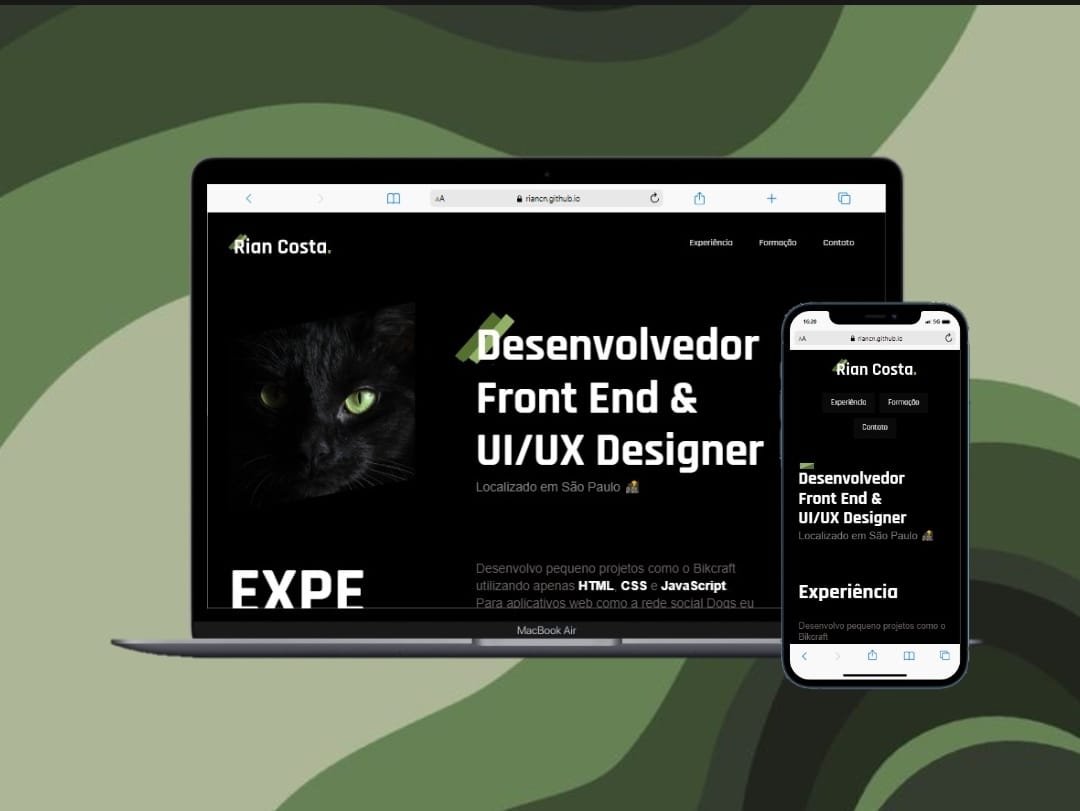 AA
riancn.github.io
Rian Costa.
Experiência
Formação
Contato
Desenvolvedor
Front End &
UI/UX Designer
Localizado em São Paulo
EXPE
Desenvolvo pequeno projetos como o Bikcraft
utilizando apenas HTML, CSS e JavaScript.
Para aplicativos web como a rede social Dogs eu
MacBook Air
16:20
5G
AA
riancn.github.io
Rian Costa.
Experiência
Formação
Contato
Desenvolvedor
Front End &
UI/UX Designer
Localizado em São Paulo
Experiência
Desenvolvo pequeno projetos como o
Bikcraft